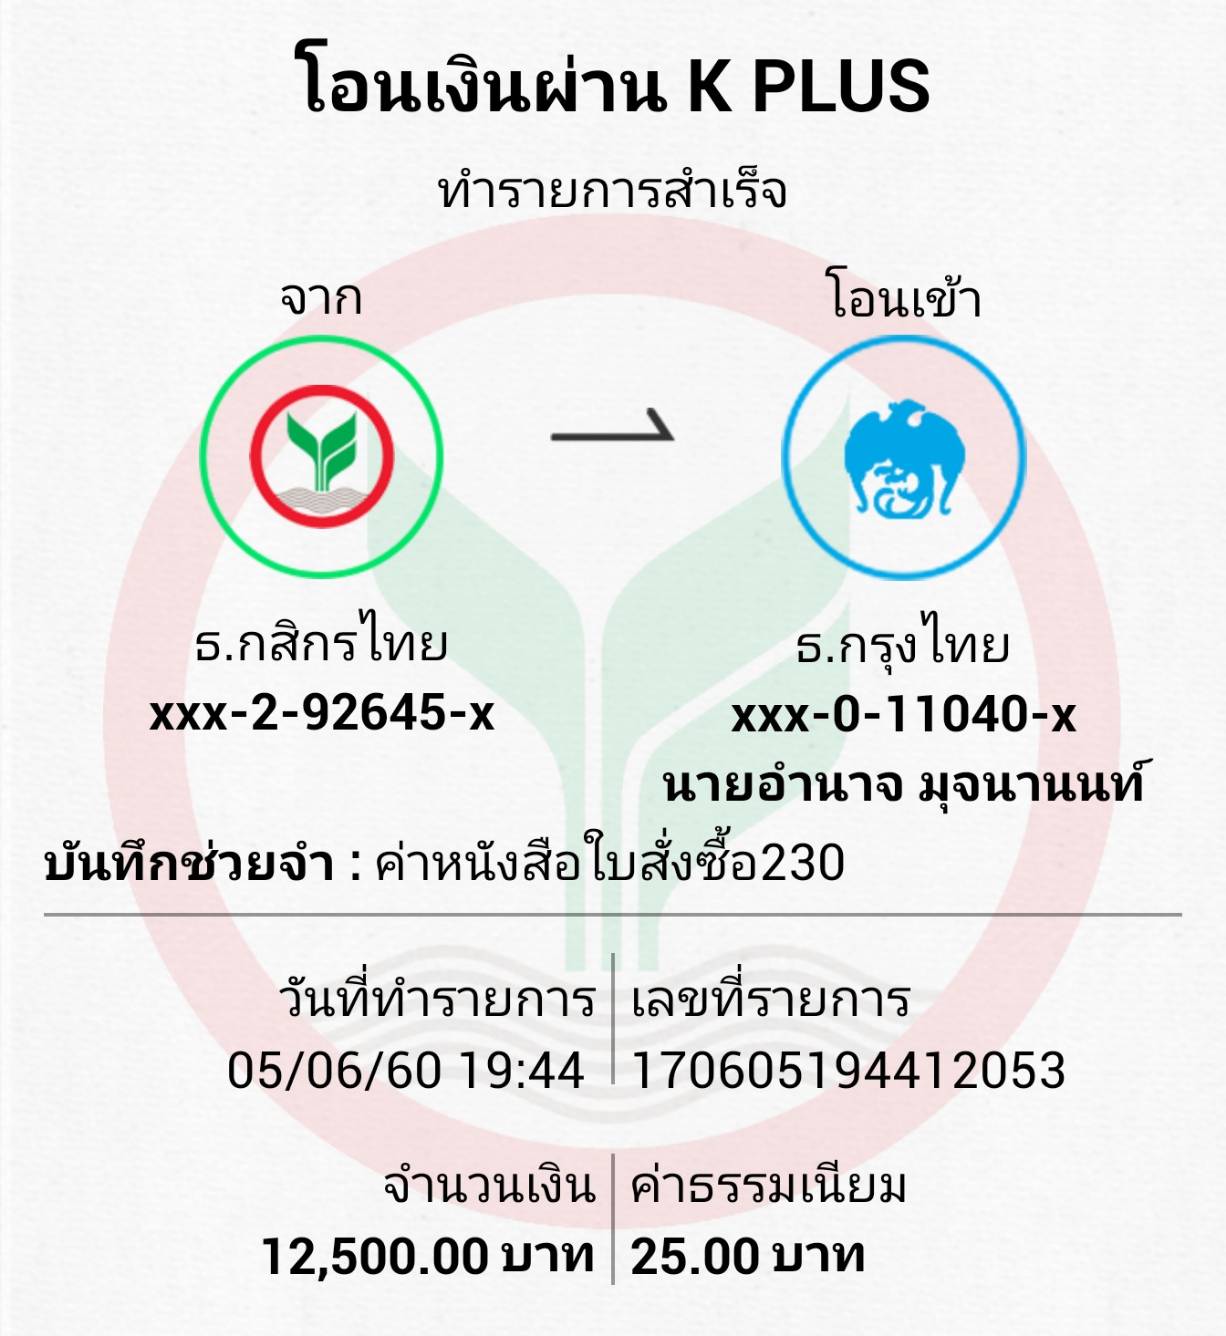 โอนเงินผ่าน K PLUS
ทำรายการสำเร็จ
จาก
โอนเข้า
ธ.กสิกรไทย
xxx-2-92645-x
ธ.กรุงไทย
xxx-0-11040-x
นายอำนาจ มุจนานนท์
บันทึกช่วยจำ : ค่าหนังสือใบสั่งซื้อ230
วันที่ทำรายการ
05/06/60 19:44
เลขที่รายการ
170605194412053
จำนวนเงิน
12,500.00 บาท
ค่าธรรมเนียม
25.00 บาท